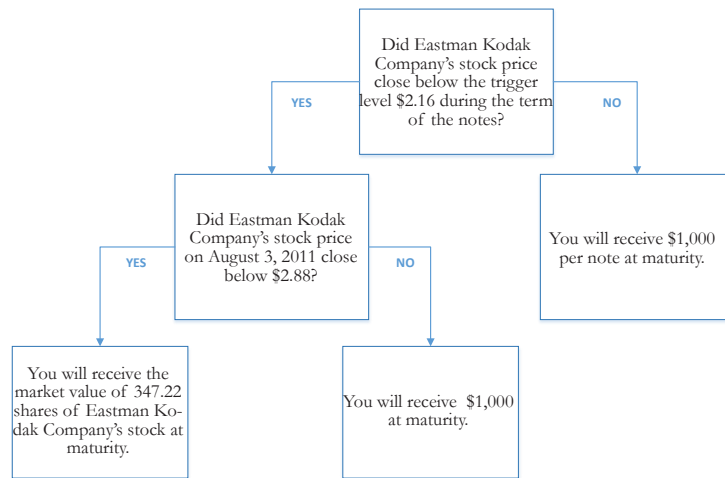 Did Eastman Kodak
Company's stock price
close below the trigger
level $2.16 during the term
of the notes?
YES
NO
Did Eastman Kodak
Company's stock price
on August 3, 2011 close
below $2.88?
You will receive $1,000
per note at maturity.
YES
NO
You will receive the
market value of 347.22
shares of Eastman Ko-
dak Company's stock at
maturity.
You will receive $1,000
at maturity.